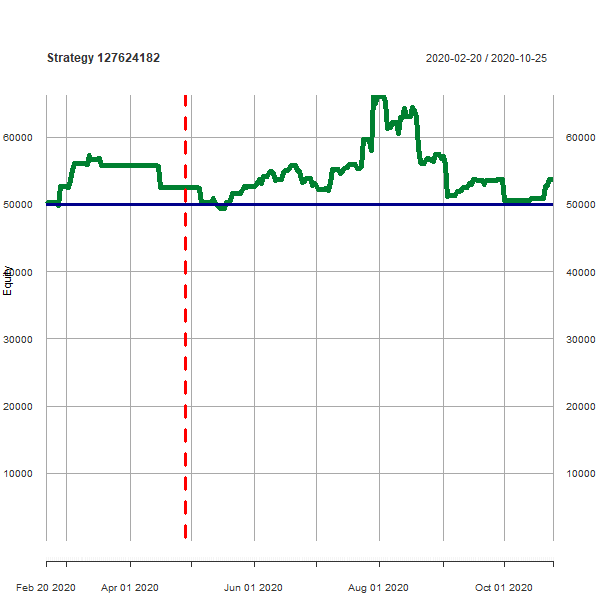 Strategy 127624182
2020-02-20 / 2020-10-25
60000
60000
50000
50000
40000
40000
Equity
30000
30000
20000
20000
10000
10000
Feb 20 2020
Apr 01 2020
Jun 01 2020
Aug 01 2020
Oct 01 2020